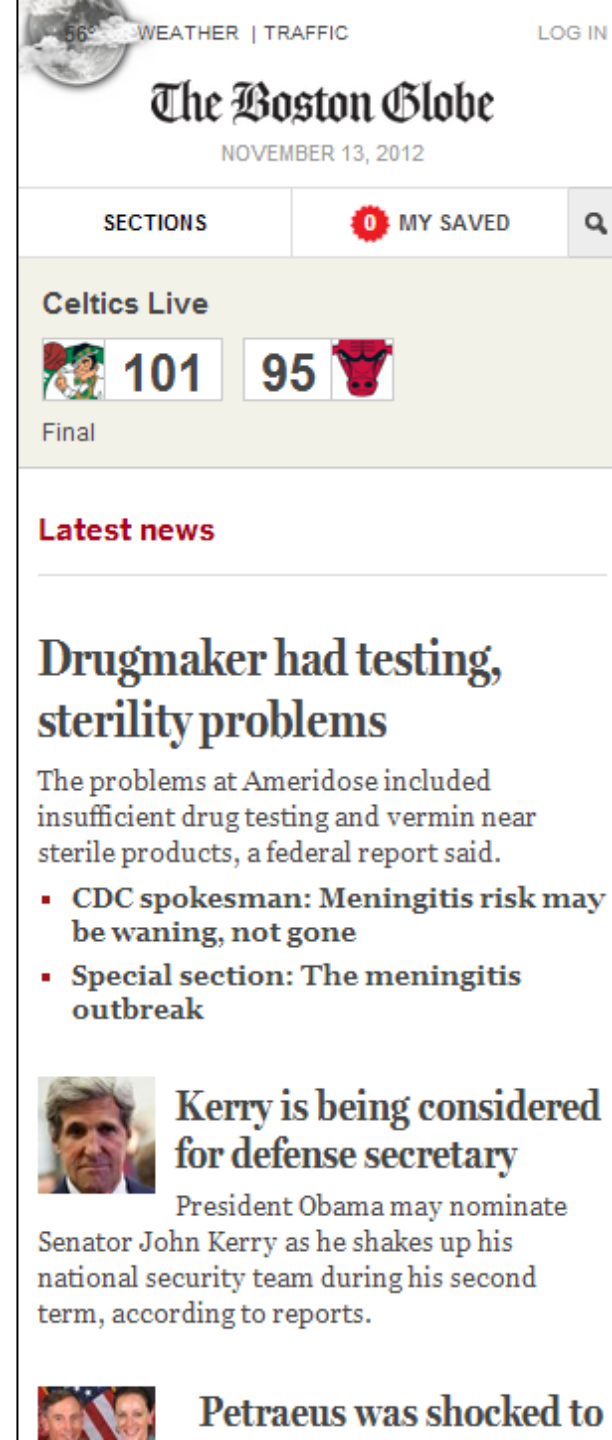 56° WEATHER | TRAFFIC LOG IN
The Boston Globe
NOVEMBER 13, 2012
SECTIONS 0 MY SAVED
Celtics Live
101 95
Final
Latest news
Drugmaker had testing,
sterility problems
The problems at Ameridose included
insufficient drug testing and vermin near
sterile products, a federal report said.
▪ CDC spokesman: Meningitis risk may
be waning, not gone
▪ Special section: The meningitis
outbreak
Kerry is being considered
for defense secretary
President Obama may nominate
Senator John Kerry as he shakes up his
national security team during his second
term, according to reports.
Petraeus was shocked to